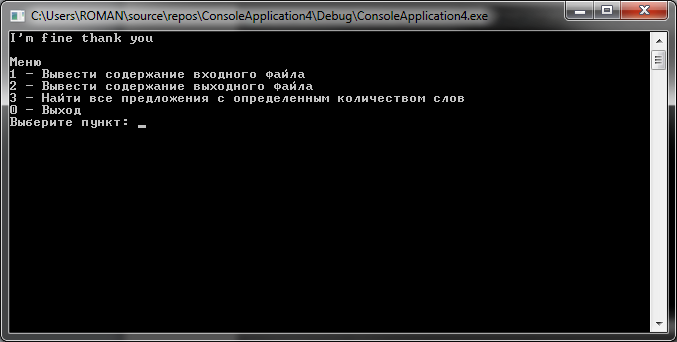 C:\Users\ROMAN\source\repos\ConsoleApplication4\Debug\ConsoleApplication4.exe
I'm fine thank you
Меню
1 - Вывести содержание входного файла
2 - Вывести содержание выходного файла
3 - Найти все предложения с определенным количеством слов
0 - Выход
Выберите пункт: _